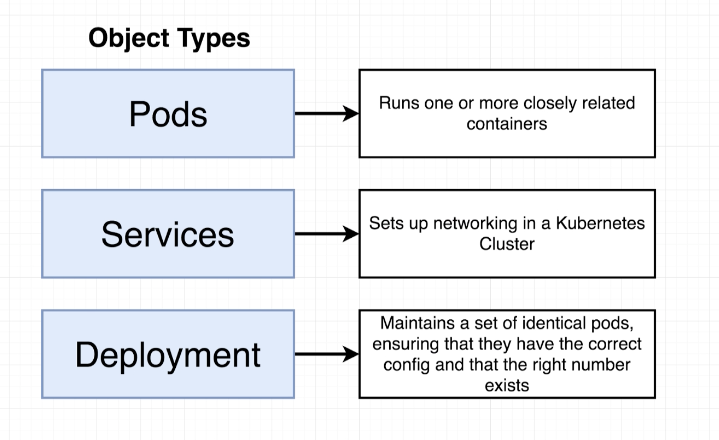 Object Types
Pods
Runs one or more closely related
containers
Services
Sets up networking in a Kubernetes
Cluster
Deployment
Maintains a set of identical pods,
ensuring that they have the correct
config and that the right number
exists